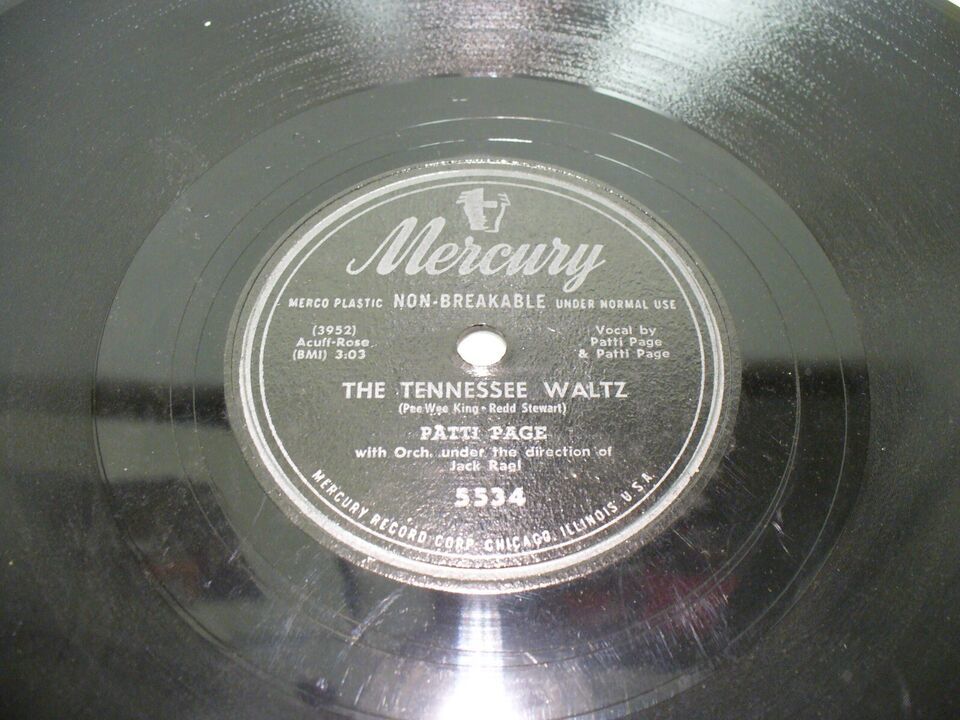 Mercury
MERCO PLASTIC NON-BREAKABLE UNDER NORMAL USE
(3952)
Acuff-Rose
(BMI) 3:03
Vocal by
Patti Page
& Patti Page
THE TENNESSEE WALTZ
(Pee Wee King - Redd Stewart)
PATTI PAGE
with Orch. under the direction of
Jack Rael
5534
MERCURY RECORD CORP. CHICAGO, ILLINOIS U.S.A.